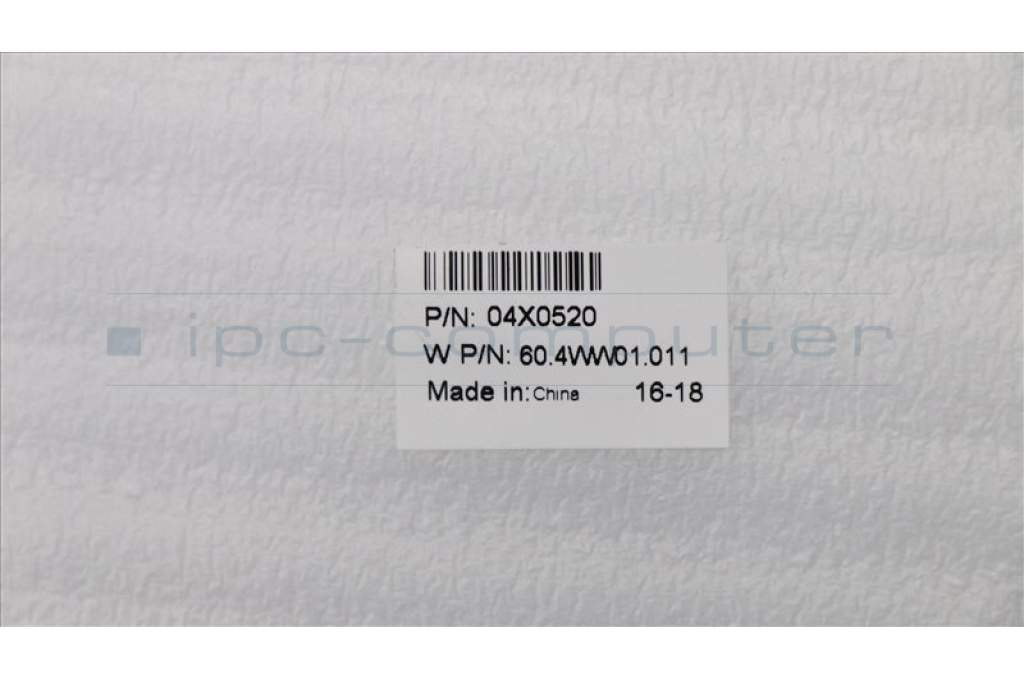 P/N: 04X0520
ipc-computer
W P/N: 60.4WW01.011
Made in: China 16-18